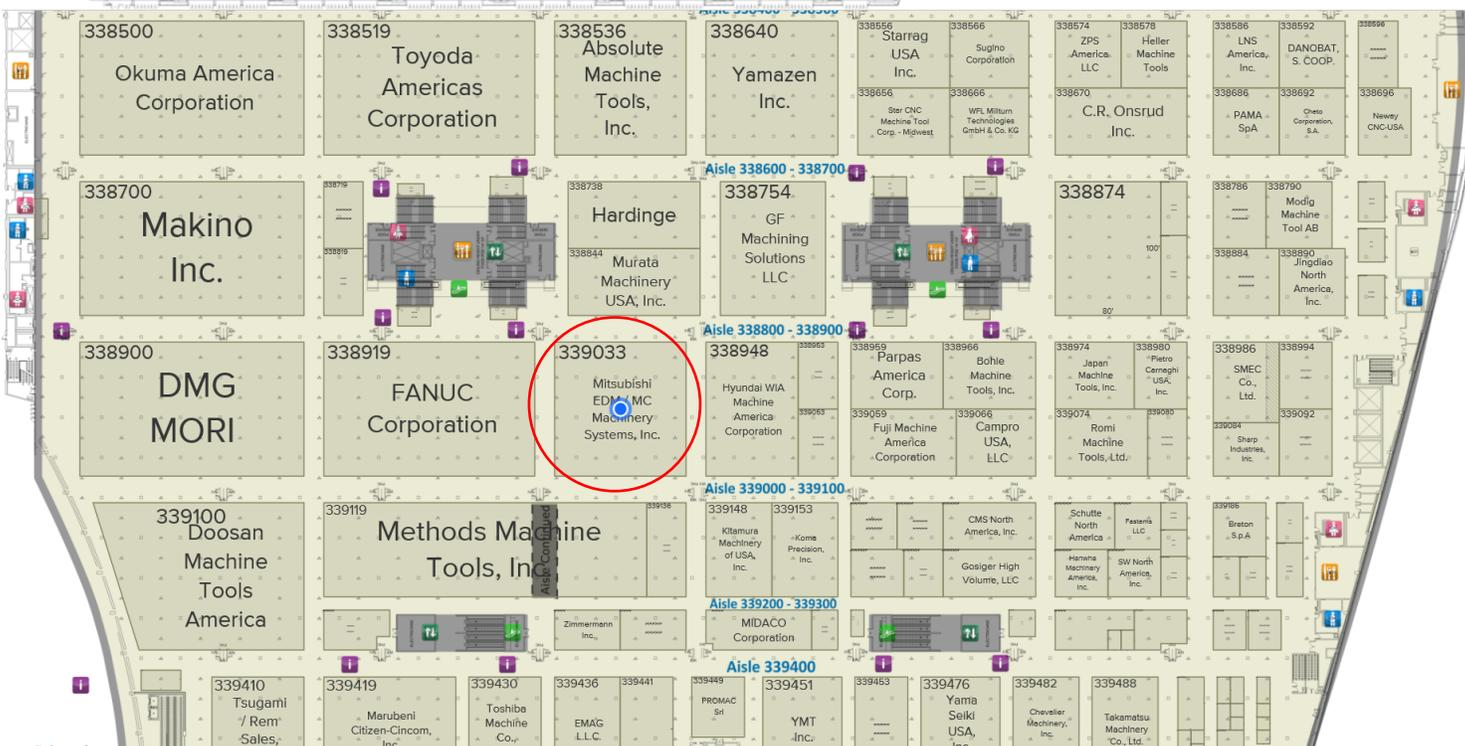 338500
Okuma America
Corporation
338519
Toyoda
Americas
Corporation
338536
Absolute
Machine
Tools,
Inc.
338640
Yamazen
Inc.
338556
Starrag
USA
Inc.
338566
Sugino
Corporation
338574
ZPS
America
LLC
338578
Heller
Machine
Tools
338586
LNS
America,
Inc.
338592
DANOBAT,
S. COOP.
338596
338656
Star CNC
Machine Tool
Corp. - Midwest
338666
WFL Millturn
Technologies
GmbH & Co. KG
338670
C.R. Onsrud
Inc.
338686
PAMA
SpA
338692
Cheto
Corporation,
S.A.
338696
Neway
CNC-USA
Aisle 338600 - 338700
338700
Makino
Inc.
338719
338819
338738
Hardinge
338844
Murata
Machinery
USA, Inc.
338754
GF
Machining
Solutions
LLC
338874
100'
80'
338786
338790
Modig
Machine
Tool AB
338884
338890
Jingdiao
North
America,
Inc.
Aisle 338800 - 338900
338900
DMG
MORI
338919
FANUC
Corporation
339033
Mitsubishi
EDM / MC
Machinery
Systems, Inc.
338948
Hyundai WIA
Machine
America
Corporation
338953
339053
338959
Parpas
America
Corp.
338966
Bohle
Machine
Tools, Inc.
339059
Fuji Machine
America
Corporation
339066
Campro
USA,
LLC
338974
Japan
Machine
Tools, Inc.
338980
Pietro
Carnaghi
USA,
Inc.
339074
Romi
Machine
Tools, Ltd.
339080
338986
SMEC
Co.,
Ltd.
338994
339084
Sharp
Industries,
Inc.
339092
Aisle 339000 - 339100
339100
Doosan
Machine
Tools
America
339119
Methods Machine
Tools, Inc
Aisle Continued
339136
339148
Kitamura
Machinery
of USA,
Inc.
339153
Koma
Precision,
Inc.
CMS North
America, Inc.
Gosiger High
Volume, LLC
Schutte
North
America
Fastems
LLC
Hanwha
Machinery
America,
Inc.
SW North
America,
Inc.
339186
Breton
S.p.A
Aisle 339200 - 339300
Zimmermann
Inc.
MIDACO
Corporation
Aisle 339400
339410
Tsugami
/ Rem
Sales,
339419
Marubeni
Citizen-Cincom,
Inc.
339430
Toshiba
Machine
Co.,
339436
EMAG
L.L.C.
339441
339449
PROMAC
Srl
339451
YMT
Inc.
339453
339476
Yama
Seiki
USA,
Inc.
339482
Chevalier
Machinery,
Inc.
339488
Takamatsu
Machinery
Co., Ltd.